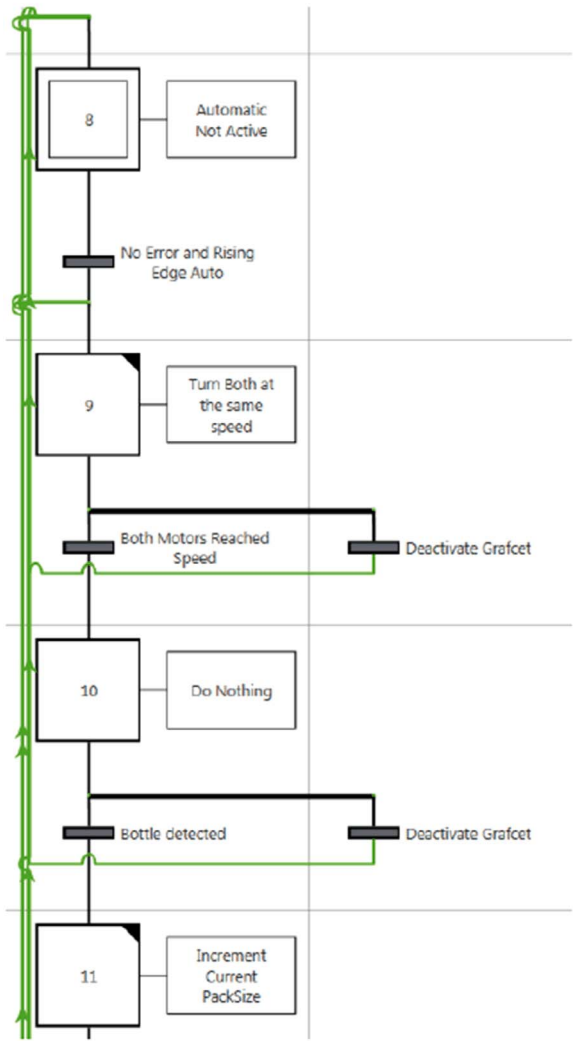 8
Automatic
Not Active
No Error and Rising
Edge Auto
9
Turn Both at
the same
speed
Both Motors Reached
Speed
Deactivate Grafcet
10
Do Nothing
Bottle detected
Deactivate Grafcet
11
Increment
Current
PackSize